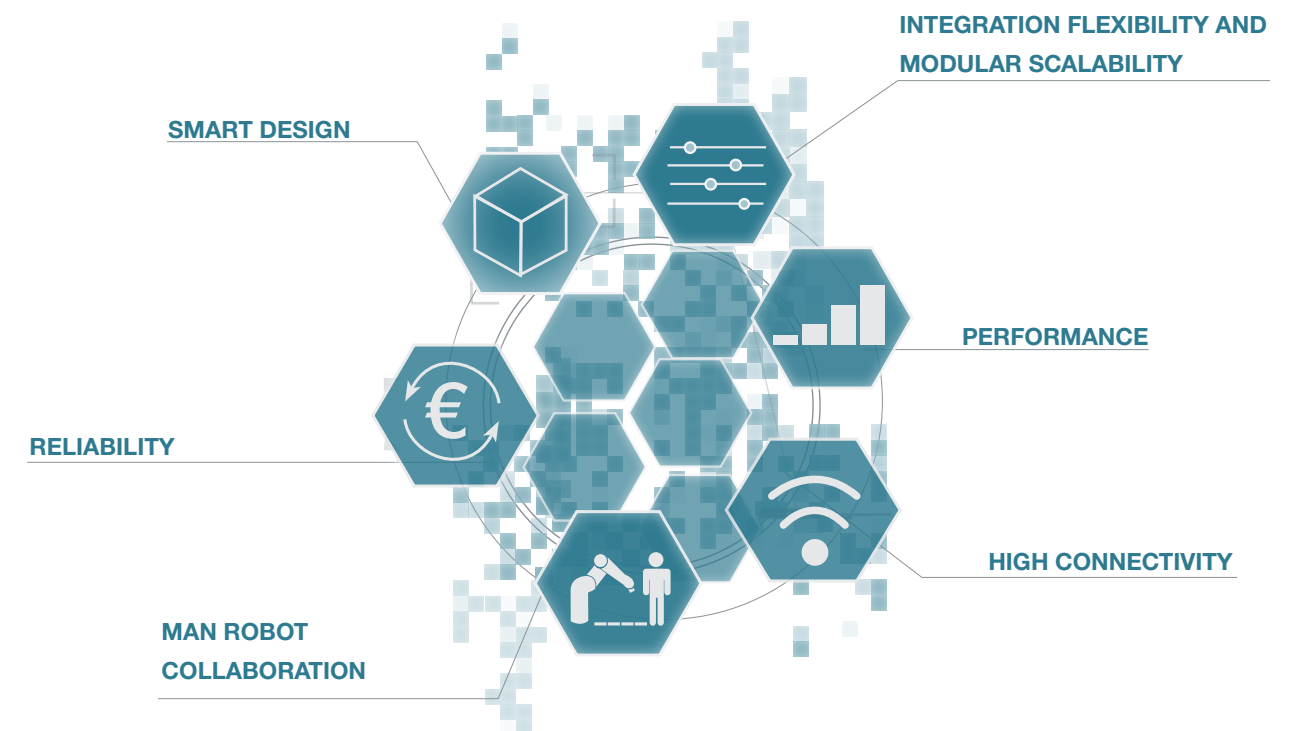 INTEGRATION FLEXIBILITY AND
MODULAR SCALABILITY
SMART DESIGN
PERFORMANCE
€
RELIABILITY
HIGH CONNECTIVITY
MAN ROBOT
COLLABORATION